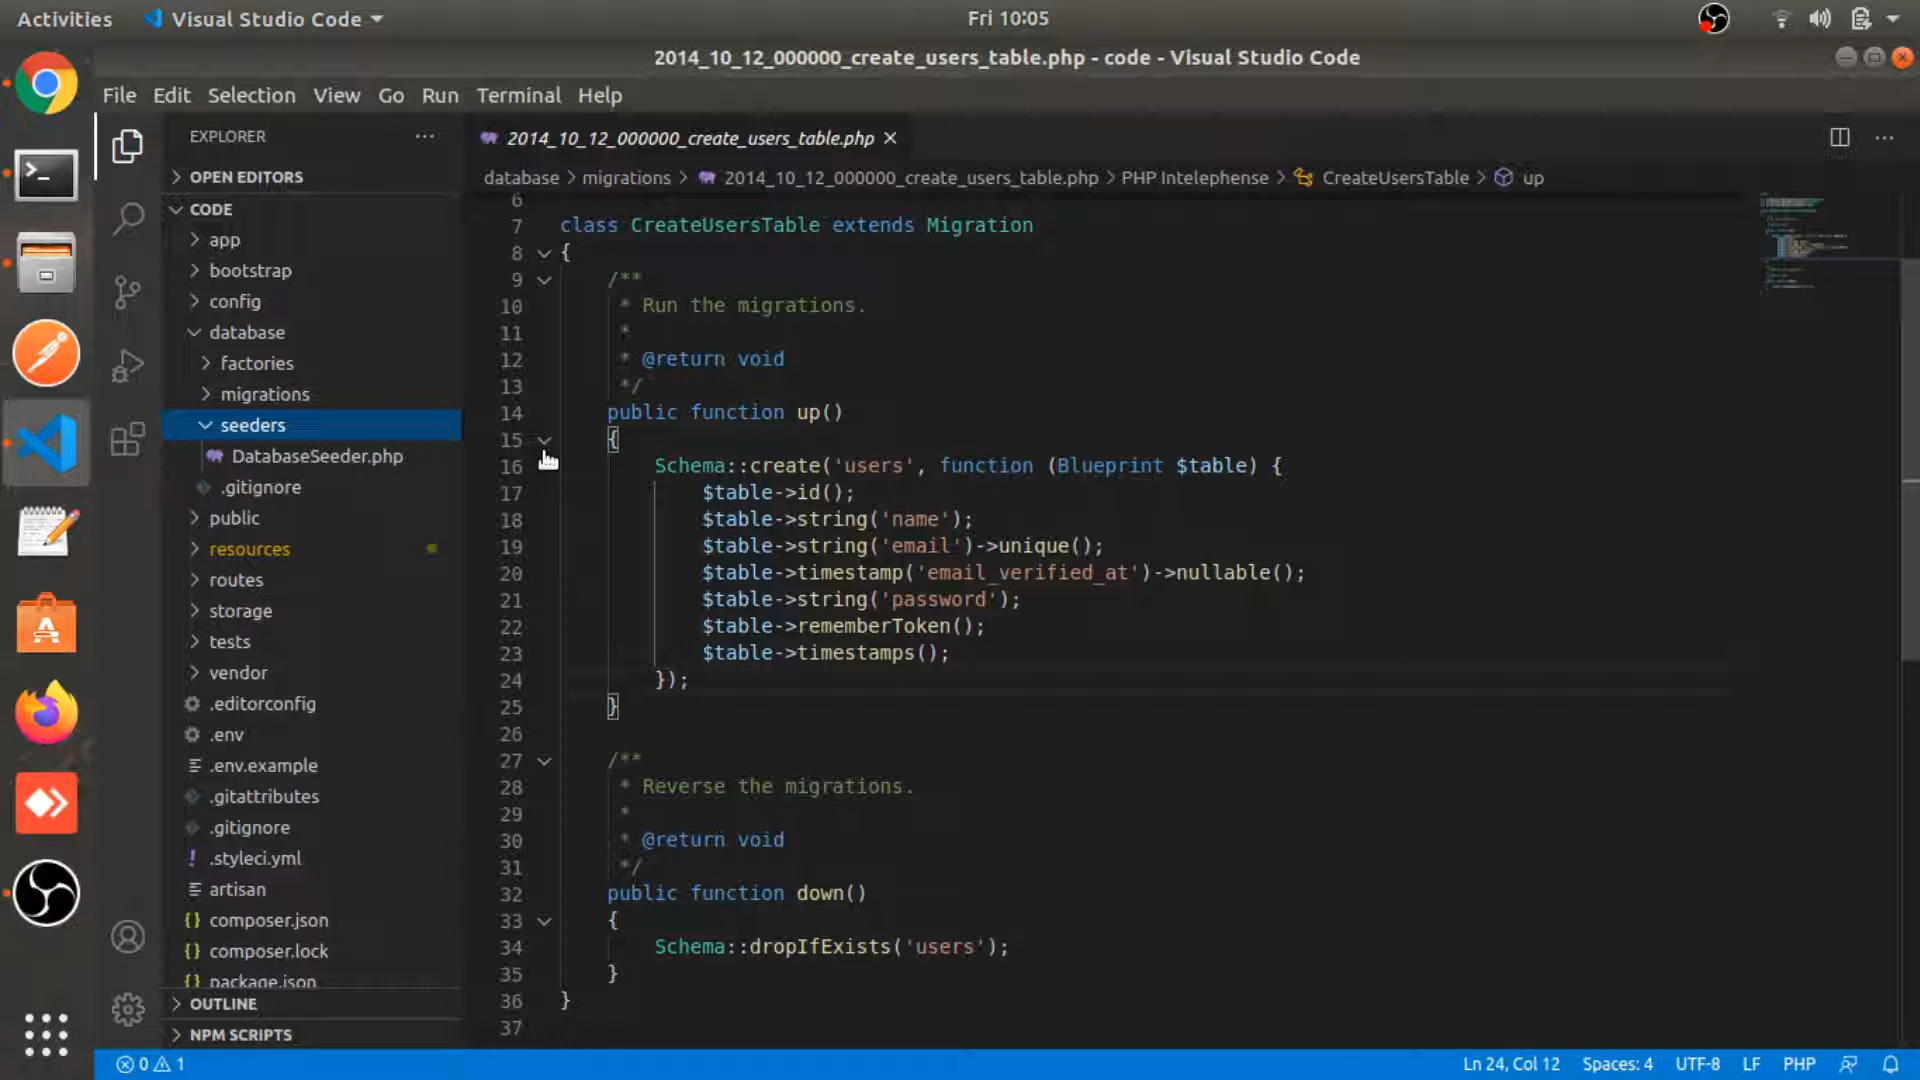 Activities
Visual Studio Code
Fri 10:05
2014_10_12_000000_create_users_table.php - code - Visual Studio Code
File Edit Selection View Go Run Terminal Help
EXPLORER
OPEN EDITORS
CODE
app
bootstrap
config
database
factories
migrations
seeders
DatabaseSeeder.php
.gitignore
public
resources
routes
storage
tests
vendor
.editorconfig
.env
.env.example
.gitattributes
.gitignore
.styleci.yml
artisan
composer.json
composer.lock
package.json
OUTLINE
NPM SCRIPTS
2014_10_12_000000_create_users_table.php
database > migrations > 2014_10_12_000000_create_users_table.php > PHP Intelephense > CreateUsersTable > up
6
7 class CreateUsersTable extends Migration
8 {
9 /**
10 * Run the migrations.
11 *
12 * @return void
13 */
14 public function up()
15 {
16 Schema::create('users', function (Blueprint $table) {
17 $table->id();
18 $table->string('name');
19 $table->string('email')->unique();
20 $table->timestamp('email_verified_at')->nullable();
21 $table->string('password');
22 $table->rememberToken();
23 $table->timestamps();
24 });
25 }
26
27 /**
28 * Reverse the migrations.
29 *
30 * @return void
31 */
32 public function down()
33 {
34 Schema::dropIfExists('users');
35 }
36 }
37
0 1
Ln 24, Col 12 Spaces: 4 UTF-8 LF PHP